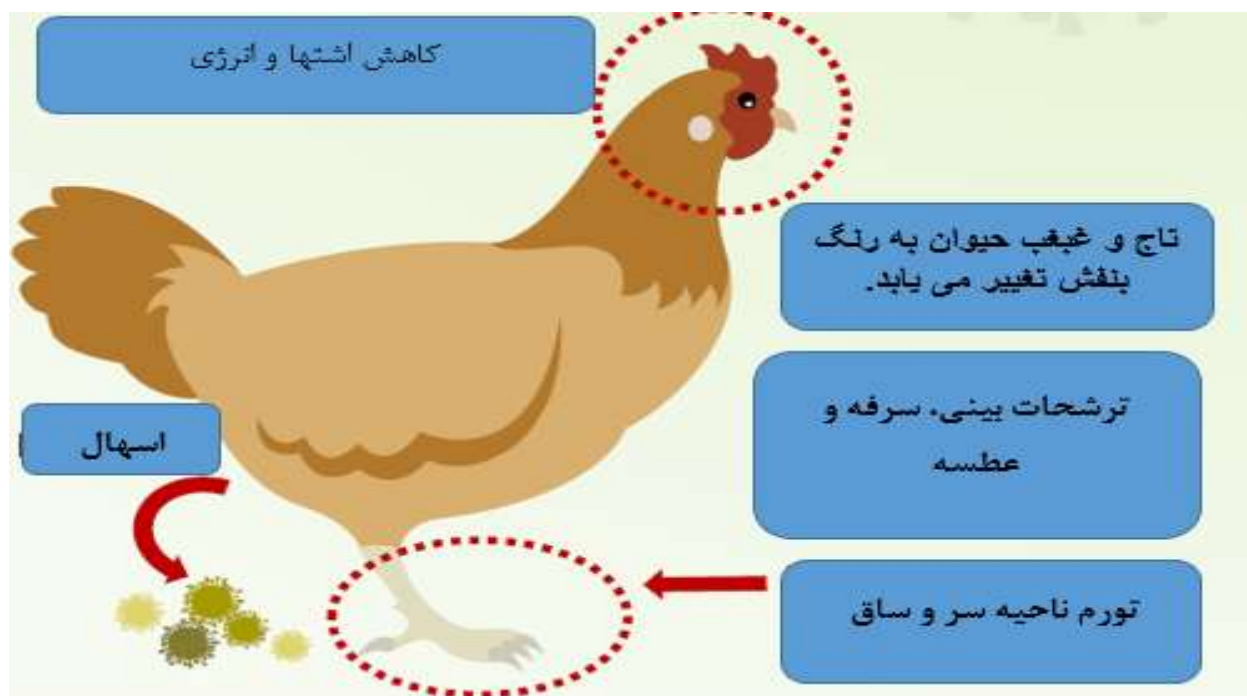 کاهش اشتها و انرژی
تاج و غبغب حیوان به رنگ
بنفش تغییر می یابد.
ترشحات بینی، سرفه و
عطسه
اسهال
تورم ناحیه سر و ساق